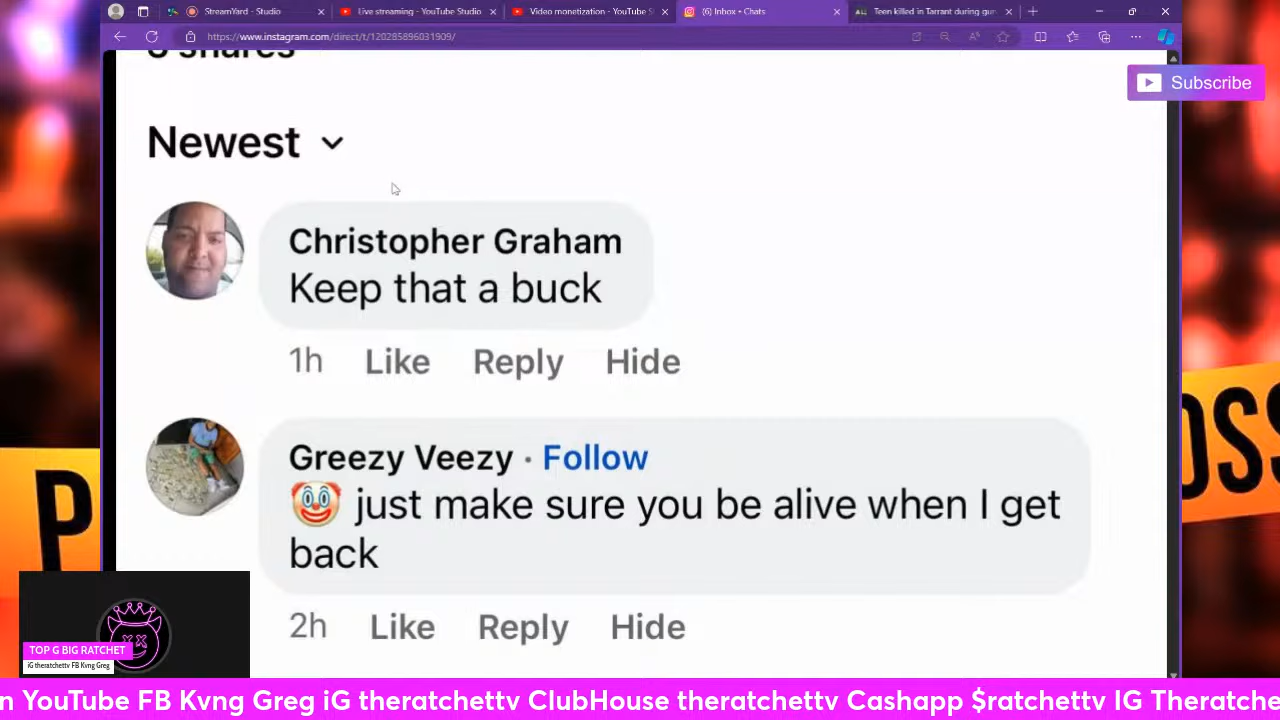 StreamYard - Studio
Live streaming - YouTube Studio
Video monetization - YouTube S
(6) Inbox • Chats
Teen killed in Tarrant during gun
https://www.instagram.com/direct/t/120285896031909/
Subscribe
Newest
Christopher Graham
Keep that a buck
1h Like Reply Hide
Greezy Veezy · Follow
🤡 just make sure you be alive when I get
back
2h Like Reply Hide
TOP G BIG RATCHET
iG theratchettv FB Kvng Greg
n YouTube FB Kvng Greg iG theratchettv ClubHouse theratchettv Cashapp $ratchettv IG Theratche